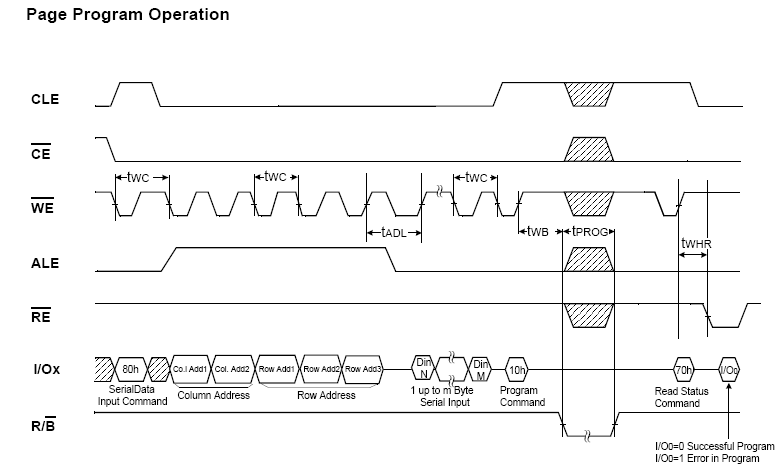 Page Program Operation
CLE
CE
tWC
tWC
tWC
WE
tADL
tWB
tPROG
tWHR
ALE
RE
I/Ox
80h
Co.l Add1
Col. Add2
Row Add1
Row Add2
Row Add3
Din
N
Din
M
10h
70h
I/O0
SerialData
Input Command
Column Address
Row Address
1 up to m Byte
Serial Input
Program
Command
Read Status
Command
R/B
I/O0=0 Successful Program
I/O0=1 Error in Program